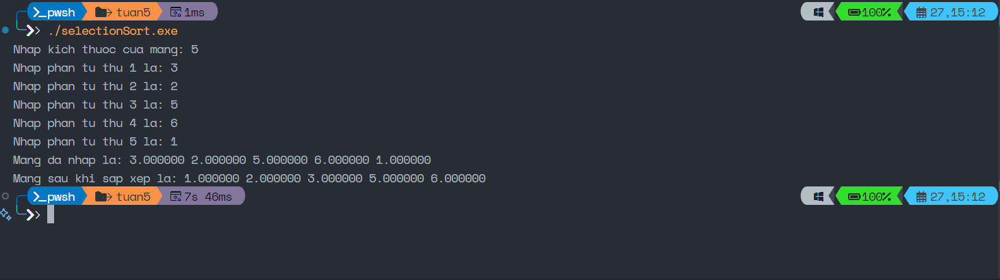 >_pwsh tuan5 1ms 100% 27,15:12
./selectionSort.exe
Nhap kich thuoc cua mang: 5
Nhap phan tu thu 1 la: 3
Nhap phan tu thu 2 la: 2
Nhap phan tu thu 3 la: 5
Nhap phan tu thu 4 la: 6
Nhap phan tu thu 5 la: 1
Mang da nhap la: 3.000000 2.000000 5.000000 6.000000 1.000000
Mang sau khi sap xep la: 1.000000 2.000000 3.000000 5.000000 6.000000
>_pwsh tuan5 7s 46ms 100% 27,15:12